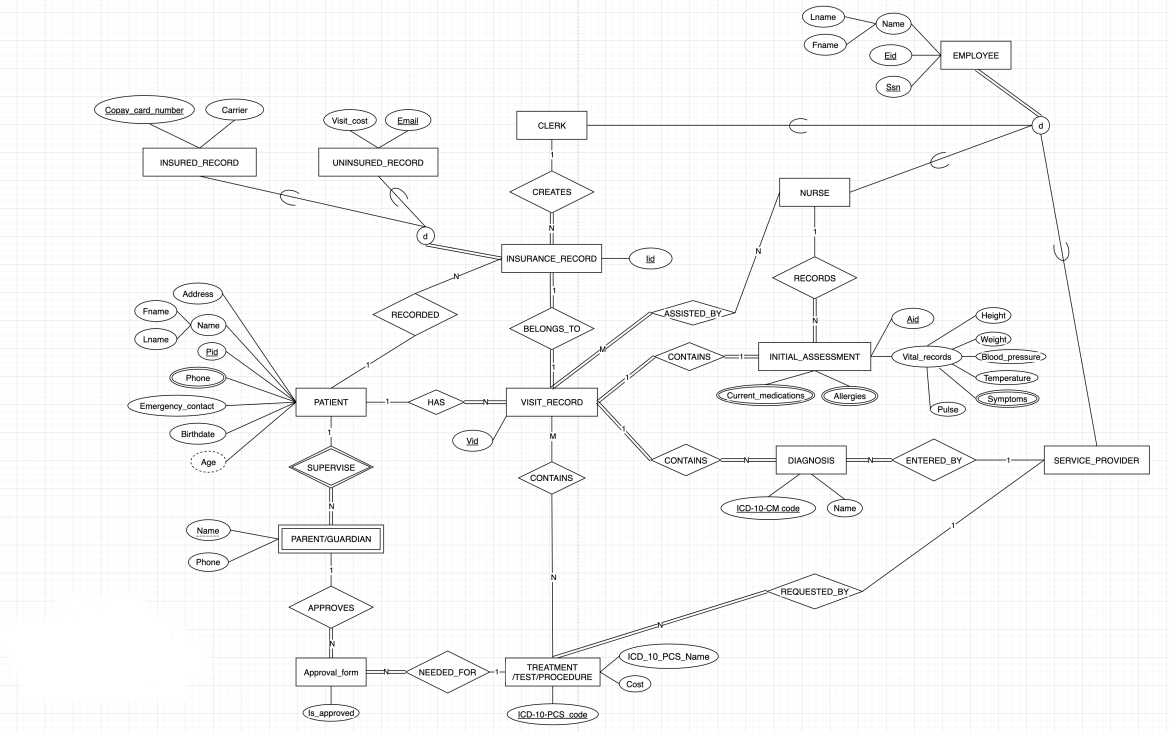 Lname
Name
Fname
EMPLOYEE
Eid
Ssn
Copay_card_number
Carrier
Visit_cost
Email
CLERK
d
INSURED_RECORD
UNINSURED_RECORD
1
CREATES
NURSE
N
1
d
N
INSURANCE_RECORD
Iid
N
1
RECORDS
Address
Fname
Name
Lname
RECORDED
BELONGS_TO
ASSISTED_BY
N
Aid
Height
Pid
M
CONTAINS
1
INITIAL_ASSESSMENT
Vital_records
Weight
Blood_pressure
1
1
1
Temperature
Phone
Current_medications
Allergies
Symptoms
Pulse
Emergency_contact
PATIENT
1
HAS
N
VISIT_RECORD
Birthdate
1
M
1
Vid
Age
SUPERVISE
CONTAINS
CONTAINS
N
DIAGNOSIS
N
ENTERED_BY
1
SERVICE_PROVIDER
N
ICD-10-CM code
Name
Name
PARENT/GUARDIAN
1
Phone
1
N
APPROVES
REQUESTED_BY
N
N
Approval_form
N
NEEDED_FOR
1
TREATMENT
/TEST/PROCEDURE
ICD_10_PCS_Name
Cost
Is_approved
ICD-10-PCS_code